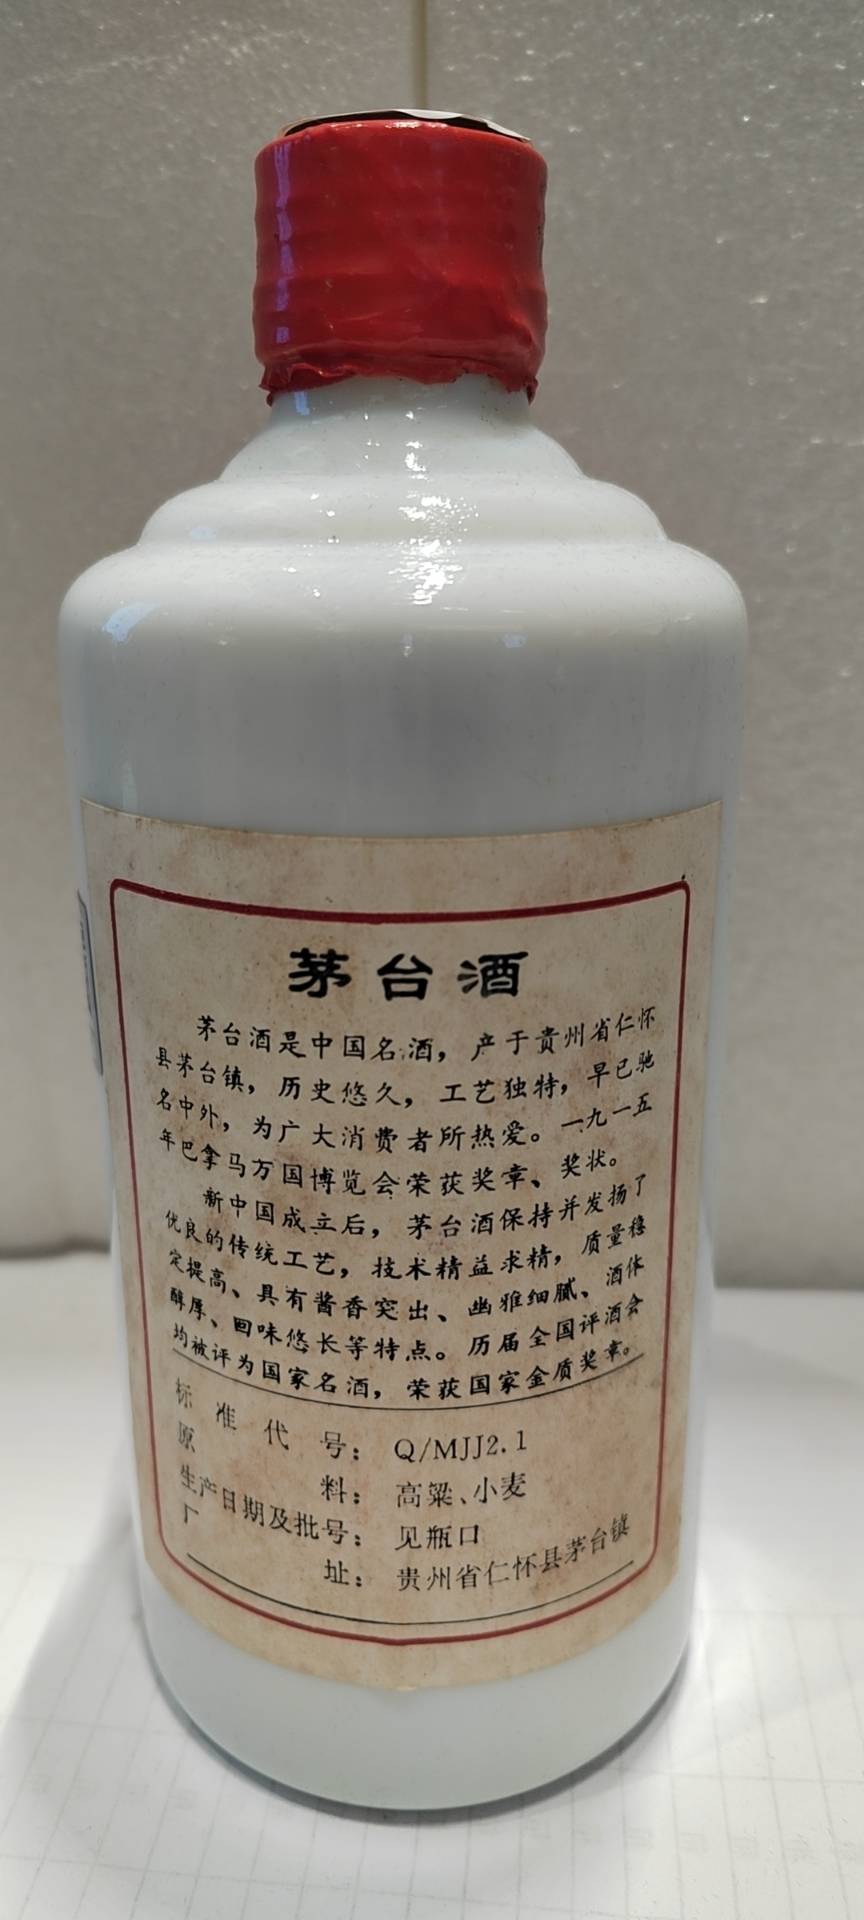 茅台酒
茅台酒是中国名酒，产于贵州省仁怀
县茅台镇，历史悠久，工艺独特，早已驰
名中外，为广大消费者所热爱。一九一五
年巴拿马万国博览会荣获奖章、奖状。
新中国成立后，茅台酒保持并发扬了
优良的传统工艺，技术精益求精，质量稳
定提高、具有酱香突出、幽雅细腻、酒体
醇厚、回味悠长等特点。历届全国评酒会
均被评为国家名酒，荣获国家金质奖章。
标准代号：Q/MJJ2.1
原料：高粱、小麦
生产日期及批号：见瓶口
厂址：贵州省仁怀县茅台镇